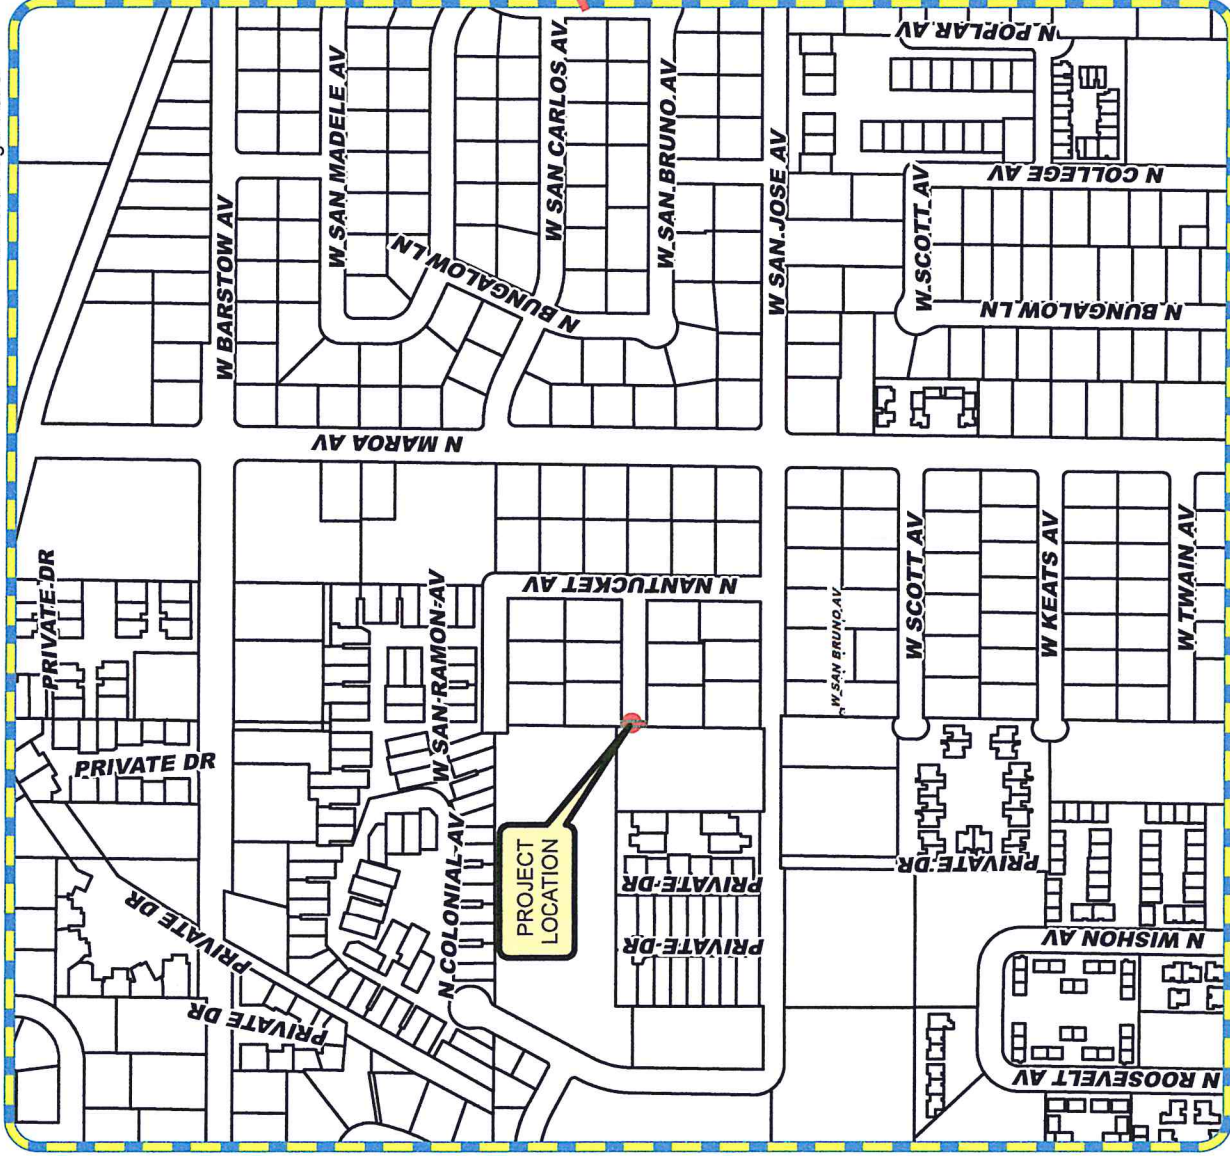 N POPLAR AV
W SAN MADELE AV
W SAN CARLOS AV
W SAN BRUNO AV
W SAN JOSE AV
N COLLEGE AV
W SCOTT AV
W BARSTOW AV
N BUNGALOW LN
N BUNGALOW LN
N MAROA AV
PRIVATE DR
W SAN RAMON AV
N NANTUCKET AV
W SAN BRUNO AV
W SCOTT AV
W KEATS AV
W TWAIN AV
PRIVATE DR
N COLONIAL AV
PROJECT
LOCATION
PRIVATE DR
PRIVATE DR
PRIVATE DR
PRIVATE DR
PRIVATE DR
PRIVATE DR
N WISHON AV
N ROOSEVELT AV